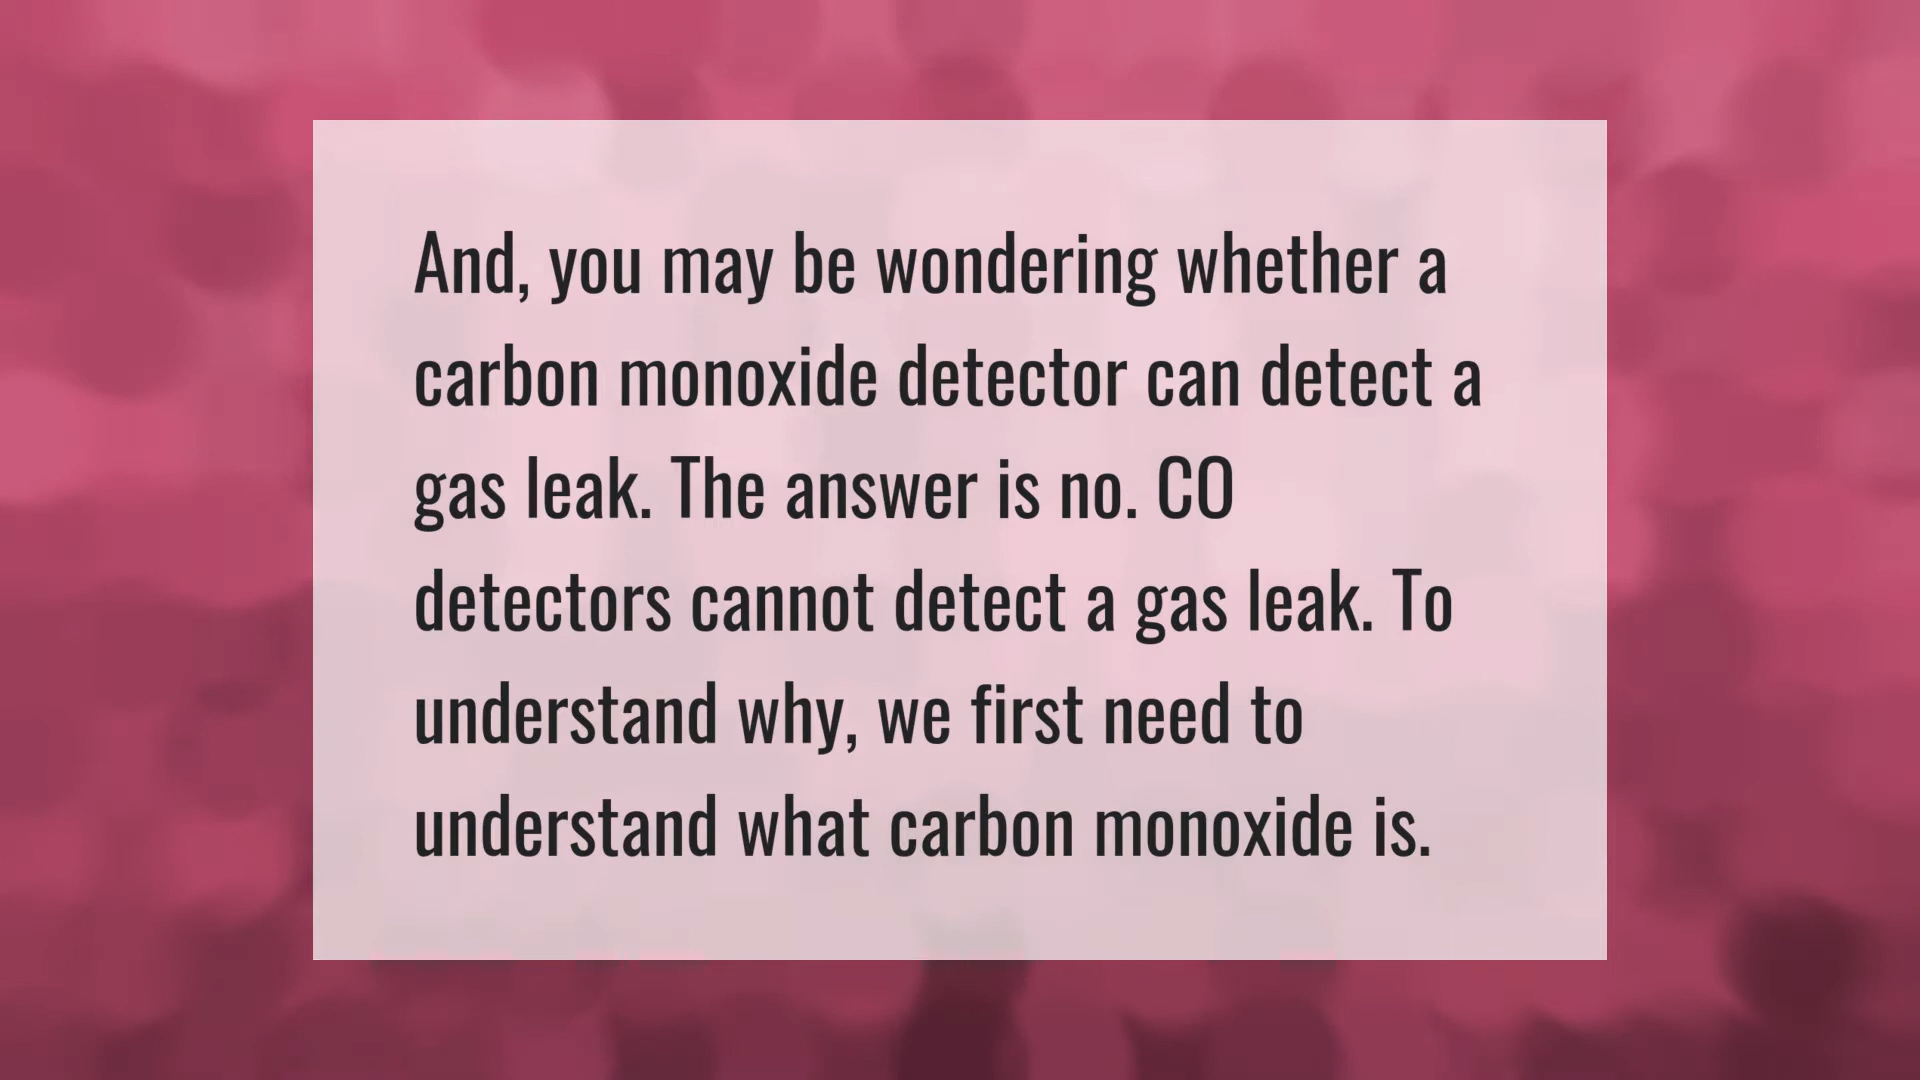 And, you may be wondering whether a
carbon monoxide detector can detect a
gas leak. The answer is no. CO
detectors cannot detect a gas leak. To
understand why, we first need to
understand what carbon monoxide is.